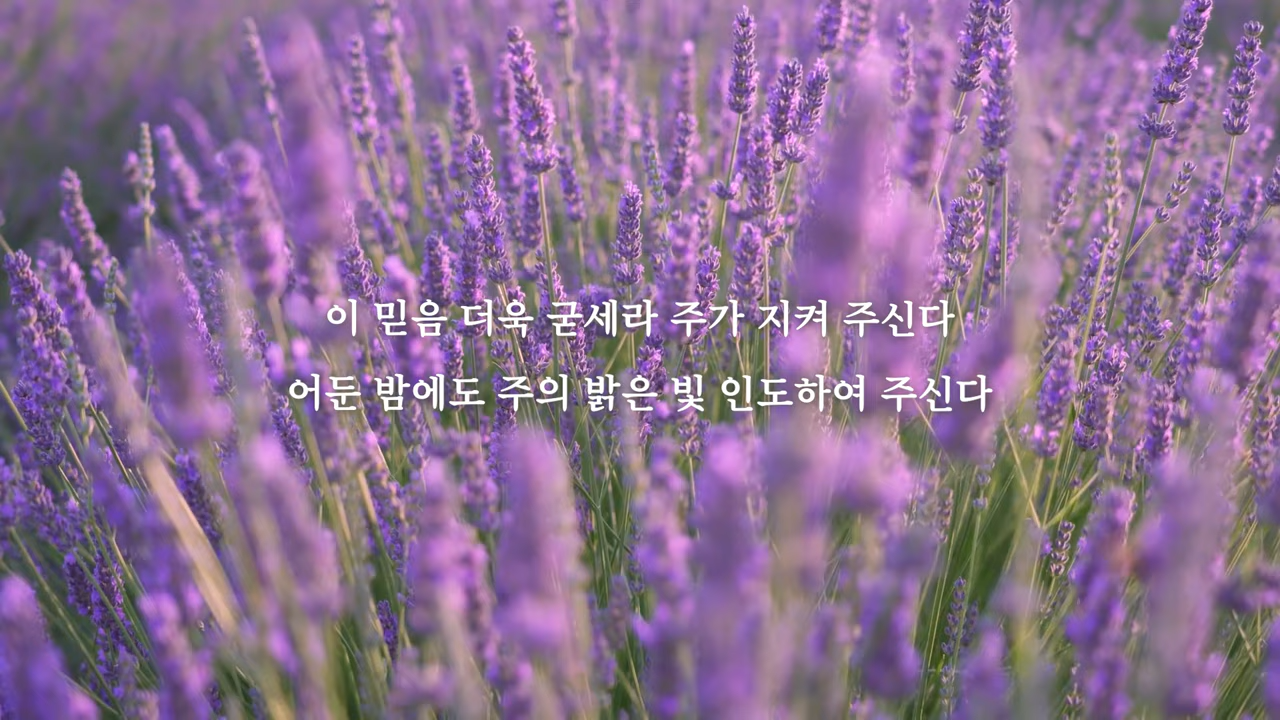 이 믿음 더욱 굳세라 주가 지켜 주신다
어둔 밤에도 주의 밝은 빛 인도하여 주신다